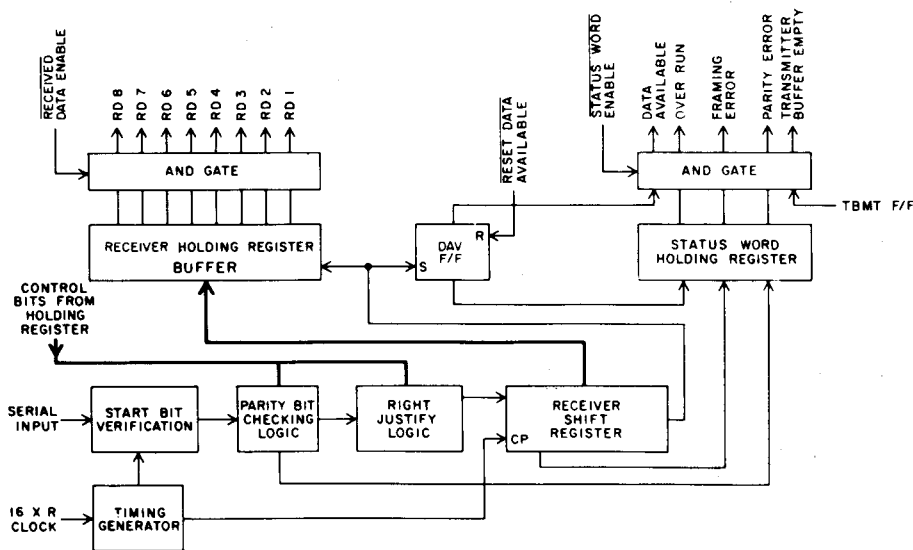 RECEIVED
DATA ENABLE
RD 8
RD 7
RD 6
RD 5
RD 4
RD 3
RD 2
RD 1
RESET DATA
AVAILABLE
STATUS WORD
ENABLE
DATA
AVAILABLE
OVER RUN
FRAMING
ERROR
PARITY ERROR
TRANSMITTER
BUFFER EMPTY
AND GATE
AND GATE
TBMT F/F
RECEIVER HOLDING REGISTER
BUFFER
R
DAV
F/F
S
STATUS WORD
HOLDING REGISTER
CONTROL
BITS FROM
HOLDING
REGISTER
SERIAL
INPUT
START BIT
VERIFICATION
PARITY BIT
CHECKING
LOGIC
RIGHT
JUSTIFY
LOGIC
RECEIVER
SHIFT
REGISTER
CP
16 X R
CLOCK
TIMING
GENERATOR